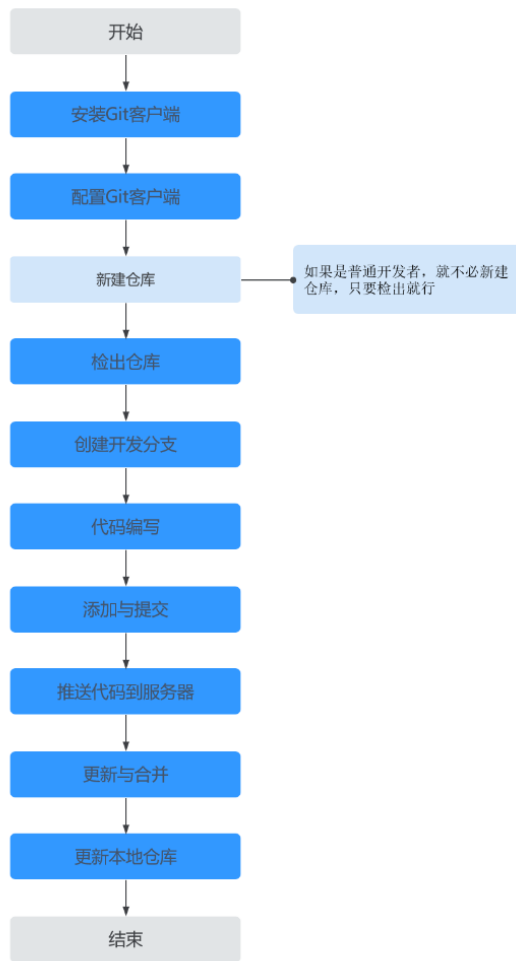 开始
安装Git客户端
配置Git客户端
新建仓库
如果是普通开发者，就不必新建
仓库，只要检出就行
检出仓库
创建开发分支
代码编写
添加与提交
推送代码到服务器
更新与合并
更新本地仓库
结束